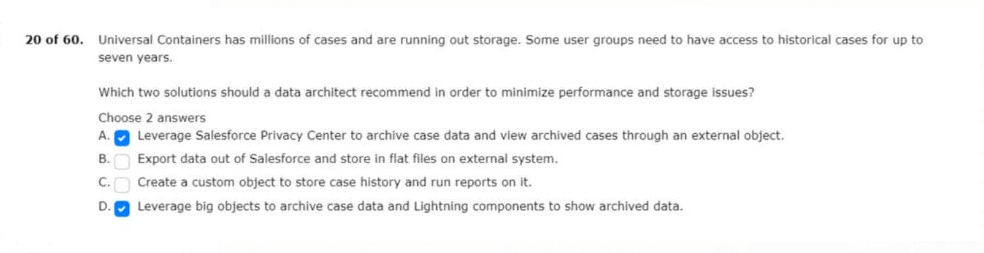 20 of 60. Universal Containers has millions of cases and are running out storage. Some user groups need to have access to historical cases for up to
seven years.
Which two solutions should a data architect recommend in order to minimize performance and storage issues?
Choose 2 answers
A. Leverage Salesforce Privacy Center to archive case data and view archived cases through an external object.
B. Export data out of Salesforce and store in flat files on external system.
C. Create a custom object to store case history and run reports on it.
D. Leverage big objects to archive case data and Lightning components to show archived data.